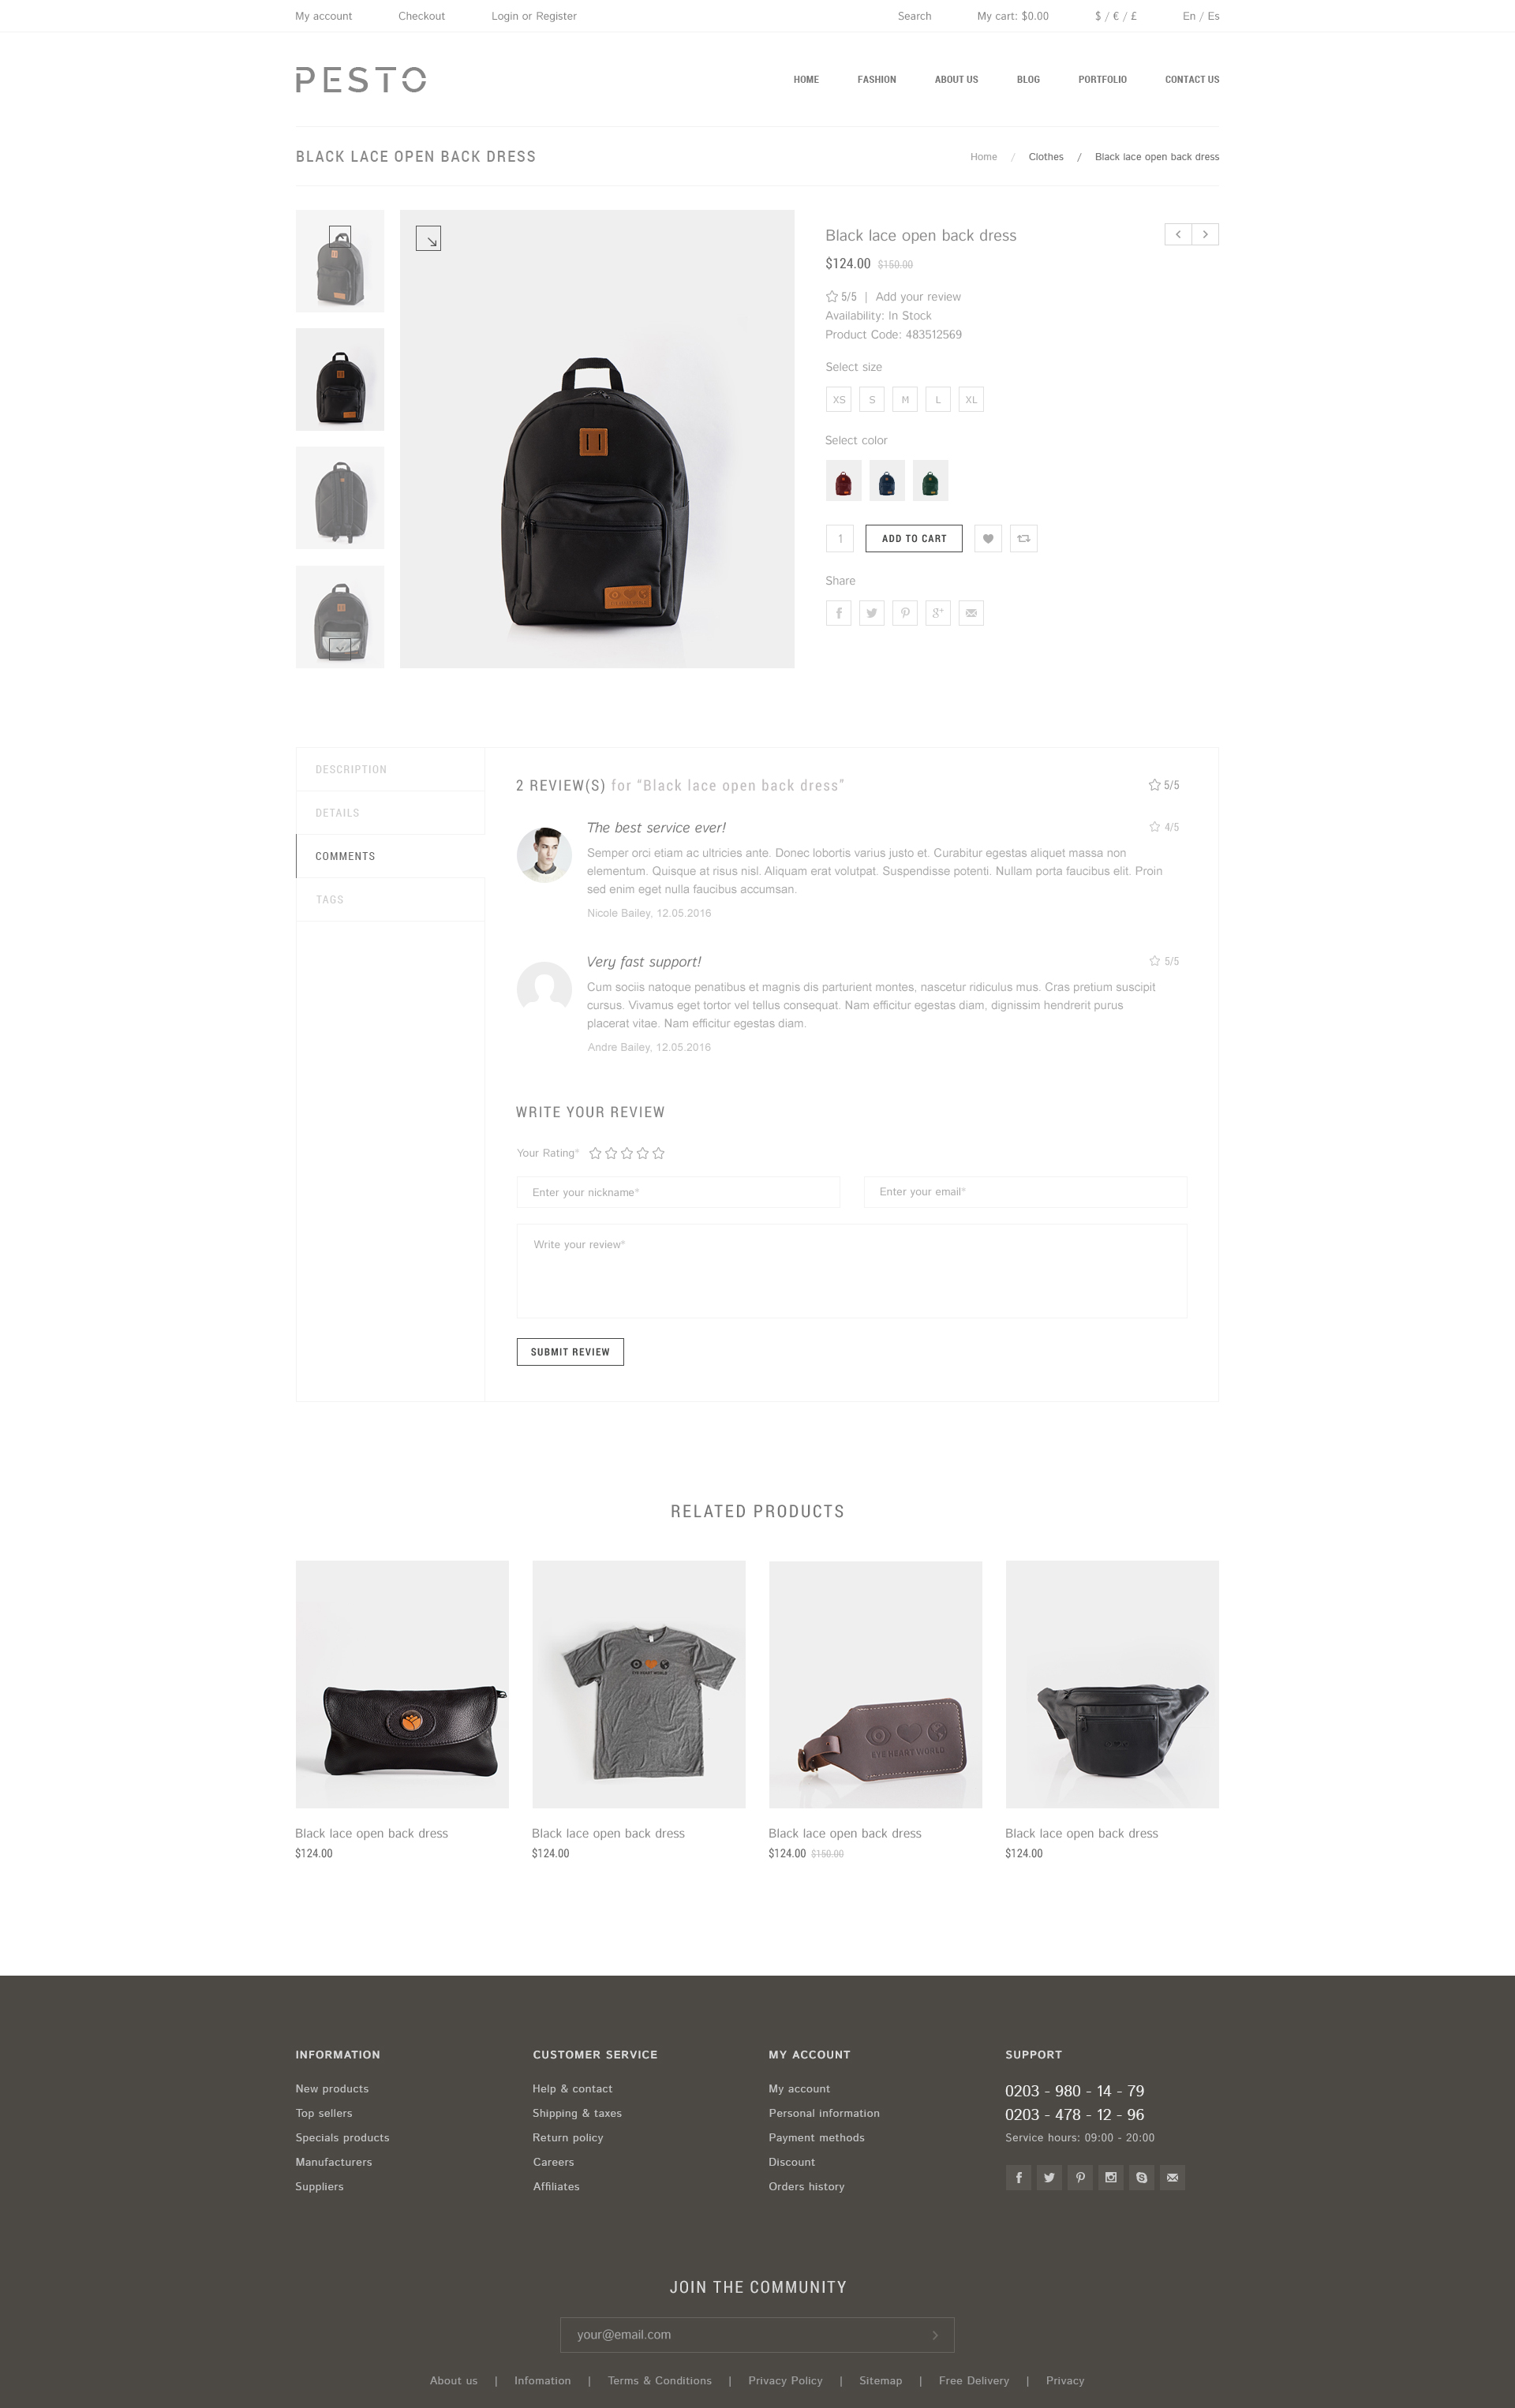 My account Checkout Login or Register Search My cart: $0.00 $ / € / £ En / Es
PESTO HOME FASHION ABOUT US BLOG PORTFOLIO CONTACT US
BLACK LACE OPEN BACK DRESS Home / Clothes / Black lace open back dress
Black lace open back dress
$124.00 $150.00
5/5 | Add your review
Availability: In Stock
Product Code: 483512569
Select size
XS S M L XL
Select color
1 ADD TO CART
Share
DESCRIPTION
DETAILS
COMMENTS
TAGS
2 REVIEW(S) for “Black lace open back dress” 5/5
The best service ever! 4/5
Semper orci etiam ac ultricies ante. Donec lobortis varius justo et. Curabitur egestas aliquet massa non
elementum. Quisque at risus nisl. Aliquam erat volutpat. Suspendisse potenti. Nullam porta faucibus elit. Proin
sed enim eget nulla faucibus accumsan.
Nicole Bailey, 12.05.2016
Very fast support! 5/5
Cum sociis natoque penatibus et magnis dis parturient montes, nascetur ridiculus mus. Cras pretium suscipit
cursus. Vivamus eget tortor vel tellus consequat. Nam efficitur egestas diam, dignissim hendrerit purus
placerat vitae. Nam efficitur egestas diam.
Andre Bailey, 12.05.2016
WRITE YOUR REVIEW
Your Rating*
Enter your nickname* Enter your email*
Write your review*
SUBMIT REVIEW
RELATED PRODUCTS
EYE HEART WORLD
EYE HEART WORLD
Black lace open back dress Black lace open back dress Black lace open back dress Black lace open back dress
$124.00 $124.00 $124.00 $150.00 $124.00
INFORMATION CUSTOMER SERVICE MY ACCOUNT SUPPORT
New products Help & contact My account 0203 - 980 - 14 - 79
Top sellers Shipping & taxes Personal information 0203 - 478 - 12 - 96
Specials products Return policy Payment methods Service hours: 09:00 - 20:00
Manufacturers Careers Discount
Suppliers Affiliates Orders history
JOIN THE COMMUNITY
your@email.com
About us | Infomation | Terms & Conditions | Privacy Policy | Sitemap | Free Delivery | Privacy